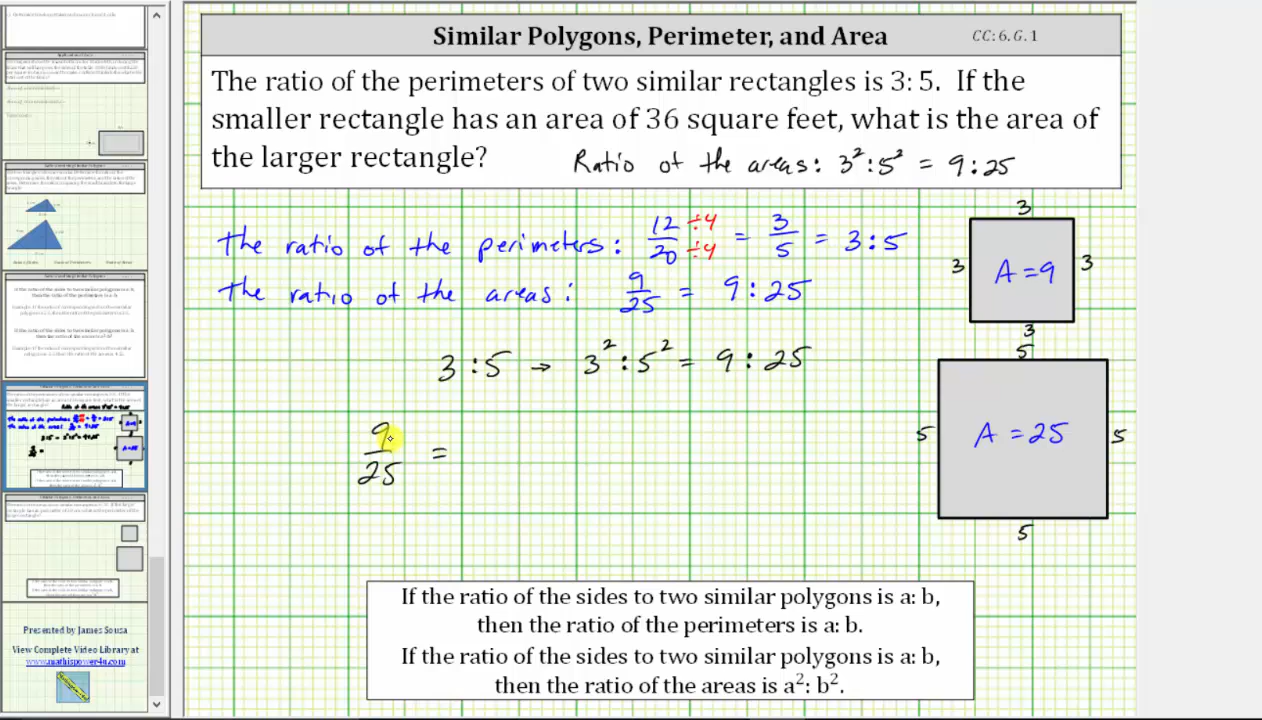 Similar Polygons, Perimeter, and Area CC: 6. G. 1
The ratio of the perimeters of two similar rectangles is 3: 5. If the
smaller rectangle has an area of 36 square feet, what is the area of
the larger rectangle? Ratio of the areas: 3²:5² = 9:25
the ratio of the perimeters: 12/20 ÷4/÷4 = 3/5 = 3:5
the ratio of the areas: 9/25 = 9:25
3:5 → 3²:5² = 9:25
9/25 =
3
3 A=9 3
3
5
5 A=25 5
5
If the ratio of the sides to two similar polygons is a: b,
then the ratio of the perimeters is a: b.
If the ratio of the sides to two similar polygons is a: b,
then the ratio of the areas is a²: b².
Presented by James Sousa
View Complete Video Library at
www.mathispower4u.com